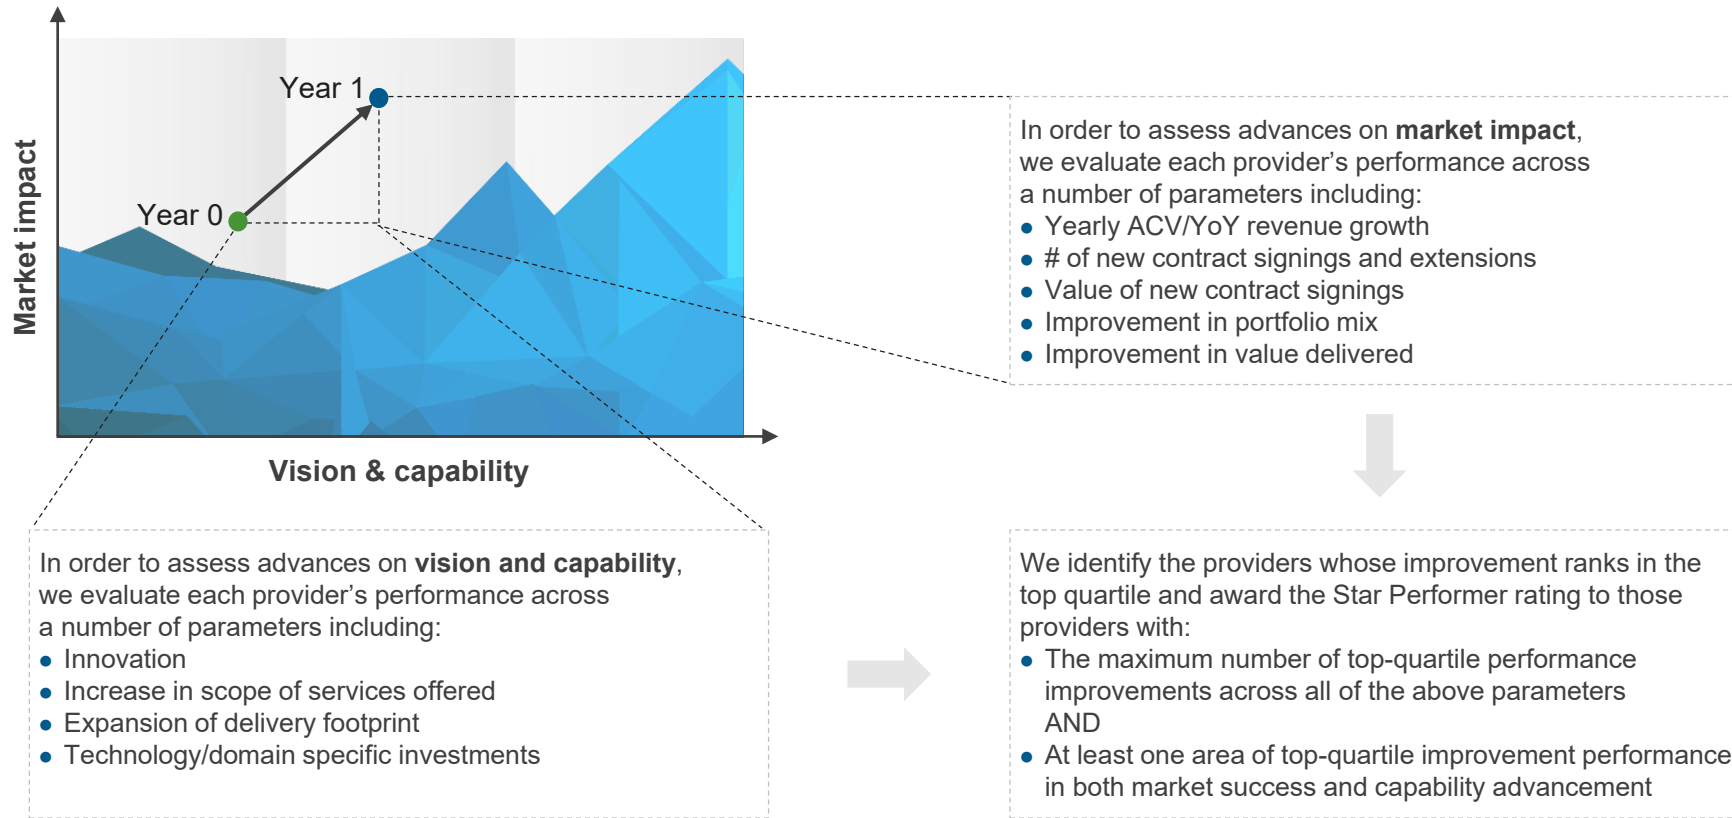 Market impact
Year 1
Year 0
Vision & capability
In order to assess advances on market impact,
we evaluate each provider’s performance across
a number of parameters including:
● Yearly ACV/YoY revenue growth
● # of new contract signings and extensions
● Value of new contract signings
● Improvement in portfolio mix
● Improvement in value delivered
In order to assess advances on vision and capability,
we evaluate each provider’s performance across
a number of parameters including:
● Innovation
● Increase in scope of services offered
● Expansion of delivery footprint
● Technology/domain specific investments
We identify the providers whose improvement ranks in the
top quartile and award the Star Performer rating to those
providers with:
● The maximum number of top-quartile performance
improvements across all of the above parameters
AND
● At least one area of top-quartile improvement performance
in both market success and capability advancement